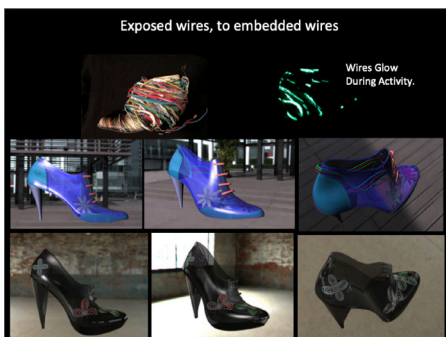 Exposed wires, to embedded wires
Wires Glow
During Activity.